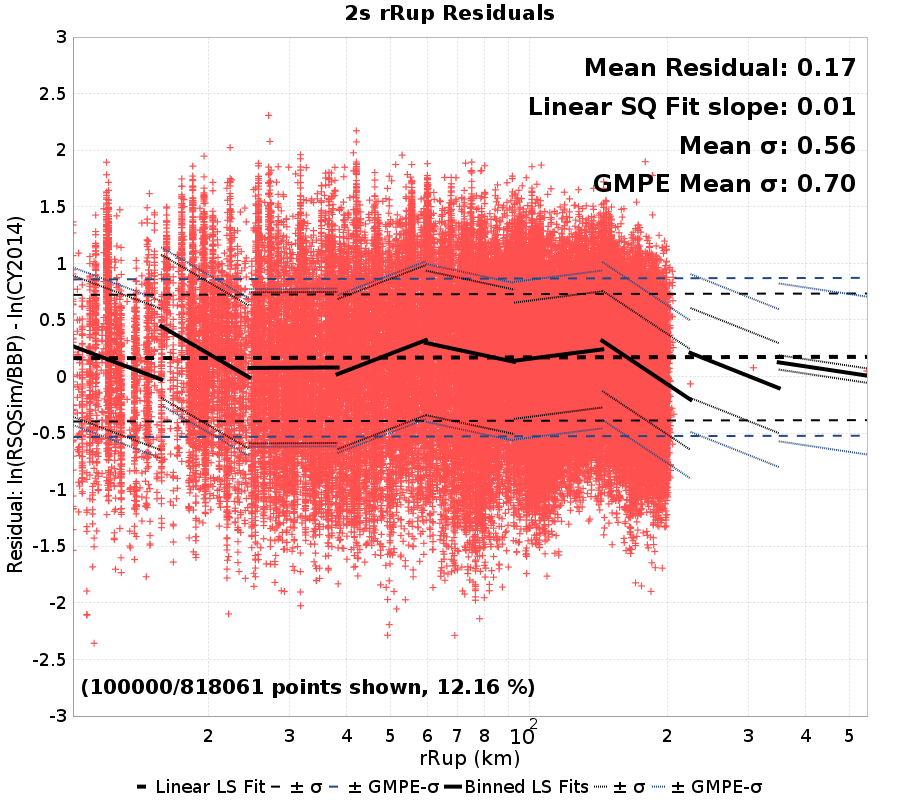 2s rRup Residuals
Mean Residual: 0.17
Linear SQ Fit slope: 0.01
Mean σ: 0.56
GMPE Mean σ: 0.70
Residual: ln(RSQSim/BBP) - ln(CY2014)
3
2.5
2
1.5
1
0.5
0
-0.5
-1
-1.5
-2
-2.5
-3
(100000/818061 points shown, 12.16 %)
2 3 4 5 6 7 8 10² 2 3 4 5
rRup (km)
Linear LS Fit ± σ ± GMPE-σ Binned LS Fits ± σ ± GMPE-σ